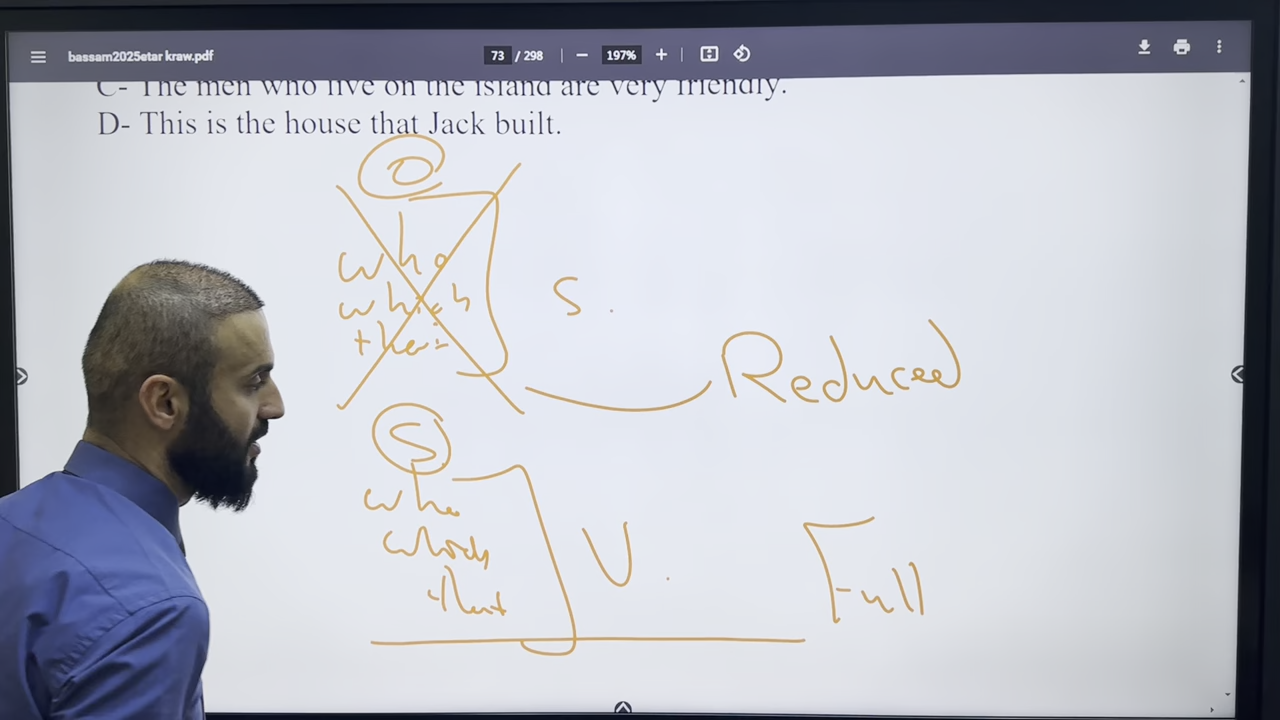 bassam2025etar kraw.pdf 73 / 298 197%
C- The men who live on the island are very friendly.
D- This is the house that Jack built.
O
who
which S.
that
Reduced
S
who
which V.
that
Full